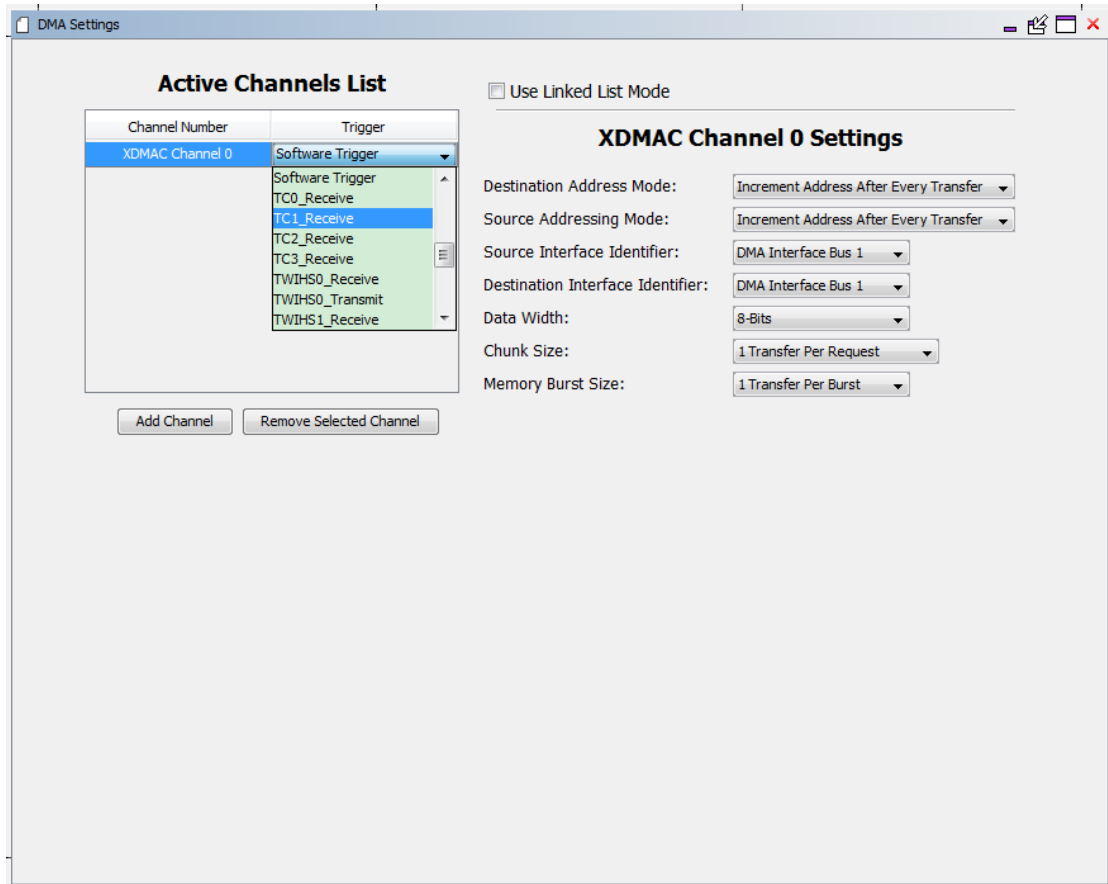 DMA Settings
Active Channels List
Channel Number Trigger
XDMAC Channel 0 Software Trigger
Software Trigger
TC0_Receive
TC1_Receive
TC2_Receive
TC3_Receive
TWIHS0_Receive
TWIHS0_Transmit
TWIHS1_Receive
Add Channel Remove Selected Channel
Use Linked List Mode
XDMAC Channel 0 Settings
Destination Address Mode: Increment Address After Every Transfer
Source Addressing Mode: Increment Address After Every Transfer
Source Interface Identifier: DMA Interface Bus 1
Destination Interface Identifier: DMA Interface Bus 1
Data Width: 8-Bits
Chunk Size: 1 Transfer Per Request
Memory Burst Size: 1 Transfer Per Burst